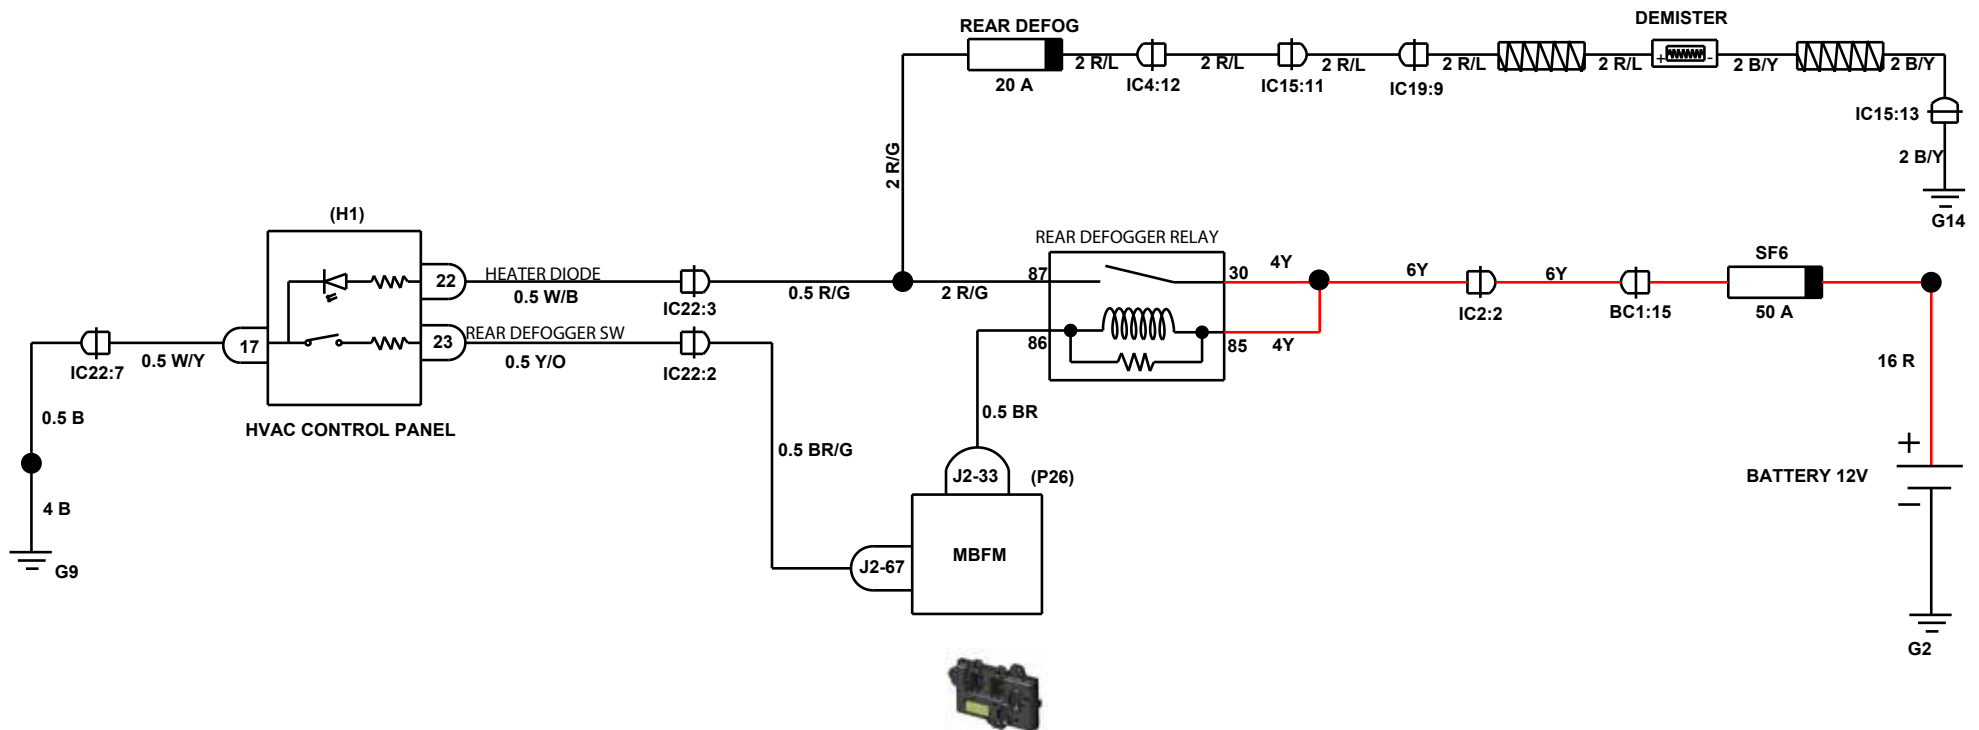 REAR DEFOG
DEMISTER
2 R/L
2 R/L
2 R/L
2 R/L
2 R/L
+
-
2 B/Y
2 B/Y
20 A
IC4:12
IC15:11
IC19:9
IC15:13
2 R/G
2 B/Y
G14
(H1)
REAR DEFOGGER RELAY
SF6
22
HEATER DIODE
0.5 W/B
IC22:3
0.5 R/G
2 R/G
87
30
4Y
6Y
6Y
IC2:2
BC1:15
50 A
17
23
REAR DEFOGGER SW
0.5 Y/O
IC22:2
86
85
4Y
IC22:7
0.5 W/Y
16 R
0.5 B
HVAC CONTROL PANEL
0.5 BR
0.5 BR/G
+
BATTERY 12V
J2-33
(P26)
4 B
J2-67
MBFM
G9
G2